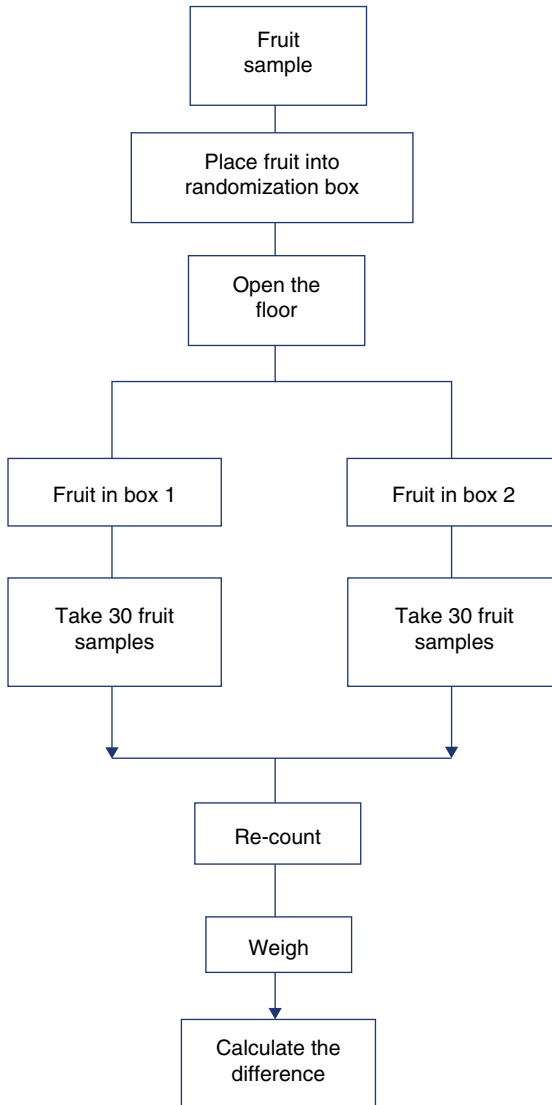 Fruit
sample
Place fruit into
randomization box
Open the
floor
Fruit in box 1
Fruit in box 2
Take 30 fruit
samples
Take 30 fruit
samples
Re-count
Weigh
Calculate the
difference